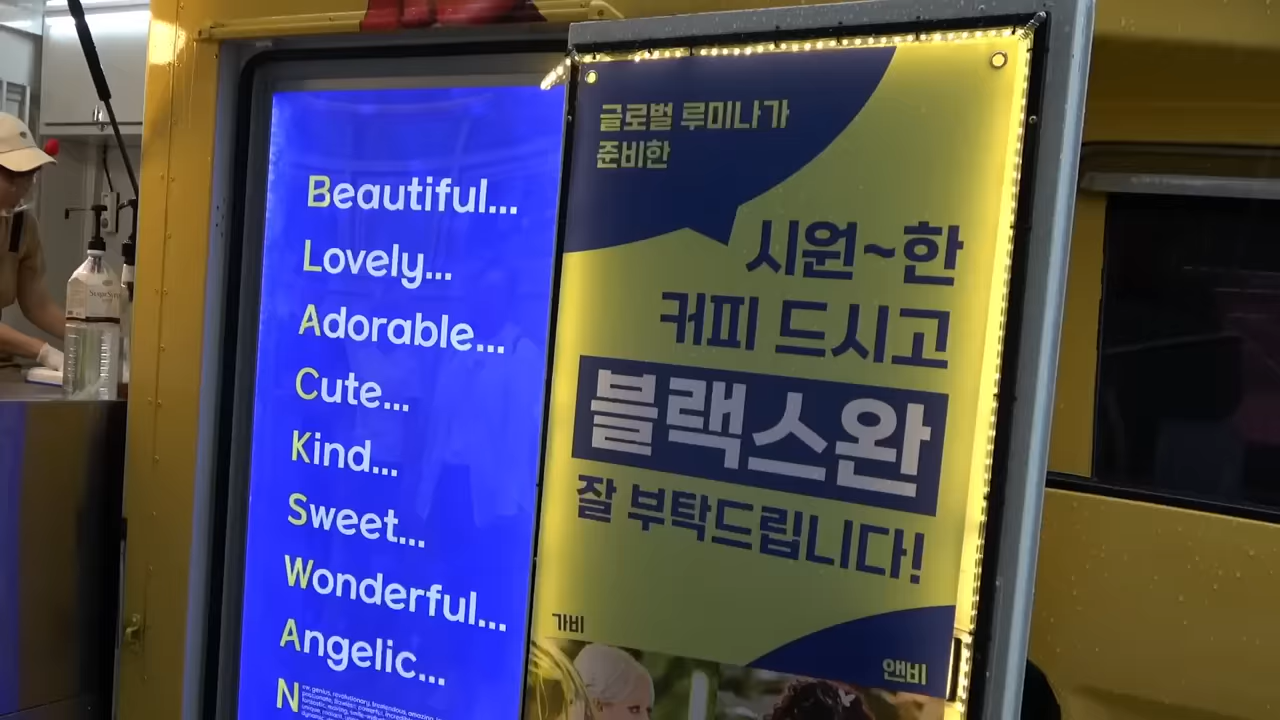 Beautiful...
Lovely...
Adorable...
Cute...
Kind...
Sweet...
Wonderful...
Angelic...
N
글로벌 루미나가
준비한
시원~한
커피 드시고
블랙스완
잘 부탁드립니다!
가비
앤비